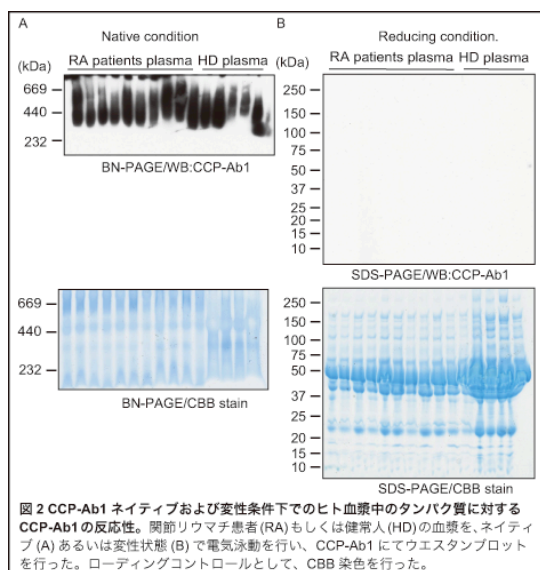 A
B
Native condition
Reducing condition.
(kDa)
RA patients plasma
HD plasma
(kDa)
RA patients plasma
HD plasma
669
440
232
BN-PAGE/WB:CCP-Ab1
250
150
100
75
50
37
25
20
15
10
SDS-PAGE/WB:CCP-Ab1
669
440
232
BN-PAGE/CBB stain
250
150
100
75
50
37
25
20
15
10
SDS-PAGE/CBB stain
図 2 CCP-Ab1 ネイティブおよび変性条件下でのヒト血漿中のタンパク質に対する
CCP-Ab1の反応性。関節リウマチ患者(RA)もしくは健常人(HD)の血漿を、ネイティ
ブ (A) あるいは変性状態 (B) で電気泳動を行い、CCP-Ab1 にてウエスタンブロット
を行った。ローディングコントロールとして、CBB 染色を行った。